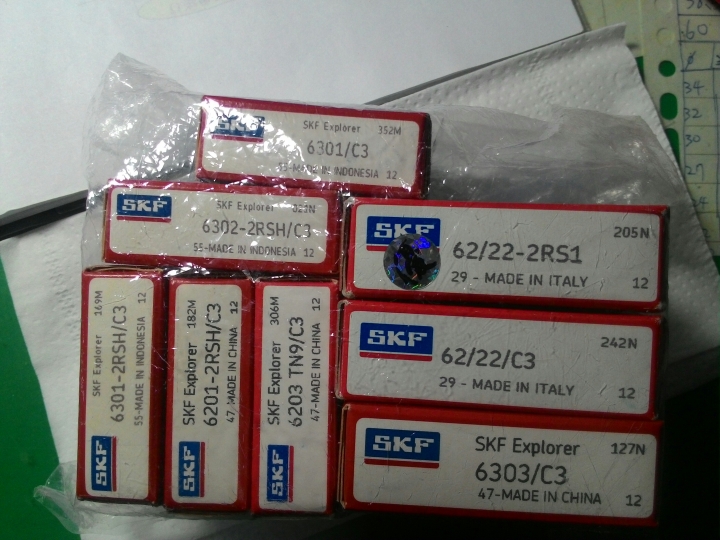 SKF
SKF Explorer
352M
6301/C3
55-MADE IN INDONESIA 12
SKF
SKF Explorer
6302-2RSH/C3
55-MADE IN INDONESIA 12
SKF
205N
62/22-2RS1
29 - MADE IN ITALY 12
SKF
242N
62/22/C3
29 - MADE IN ITALY 12
SKF
SKF Explorer
127N
6303/C3
47-MADE IN CHINA 12
SKF
SKF Explorer 169M
6301-2RSH/C3
55-MADE IN INDONESIA 12
SKF
SKF Explorer 182M
6201-2RSH/C3
47-MADE IN CHINA 12
SKF
SKF Explorer 306M
6203 TN9/C3
47-MADE IN CHINA 12
60
34
32
30